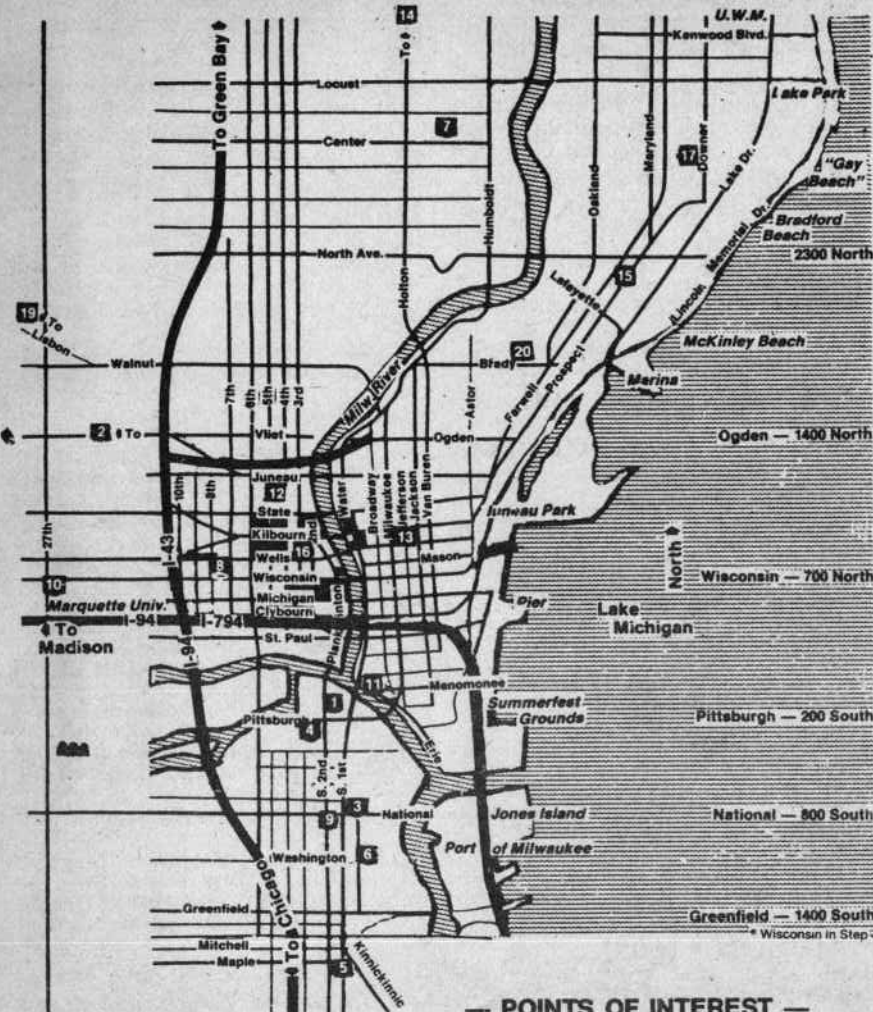 14
U.W.M.
Kenwood Blvd.
To
To Green Bay
Locust
Lake Park
7
Center
Humboldt
Oakland
Maryland
17
Downer
Lake Dr.
"Gay
Beach"
Bradford
Beach
North Ave.
2300 North
Holton
Lafayette
15
Lincoln Memorial Dr.
19
To
Lisbon
McKinley Beach
Walnut
Brady
20
7th
6th
5th
4th
3rd
Milw. River
Astor
Farwell
Prospect
Marina
2
To
Vliet
Ogden
Ogden — 1400 North
Juneau
12
10th
9th
State
2nd
Water
Broadway
Milwaukee
Jefferson
Jackson
Van Buren
Juneau Park
Kilbourn
13
27th
I-43
Wells
16
Mason
8
North
10
Wisconsin
Wisconsin — 700 North
Marquette Univ.
Michigan
Pier
Clybourn
Lake
Michigan
I-94
I-794
To
Madison
St. Paul
Plankinton
I-94
11
Menomonee
1
Summerfest
Grounds
Pittsburgh
4
Pittsburgh — 200 South
Erie
S. 2nd
S. 1st
3
9
National
Jones Island
National — 800 South
Washington
6
Port
of Milwaukee
To Chicago
Greenfield
Greenfield — 1400 South
* Wisconsin in Step
Mitchell
Maple
5
Kinnickinnic
— POINTS OF INTEREST —